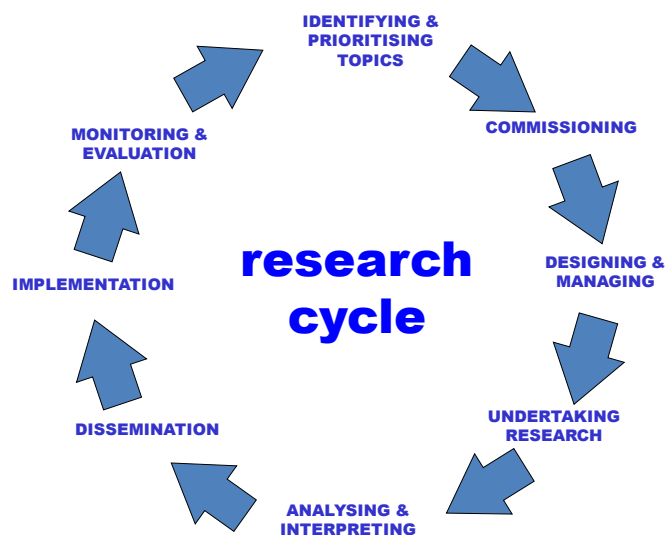 IDENTIFYING &
PRIORITISING
TOPICS
COMMISSIONING
DESIGNING &
MANAGING
UNDERTAKING
RESEARCH
ANALYSING &
INTERPRETING
DISSEMINATION
IMPLEMENTATION
MONITORING &
EVALUATION
research
cycle